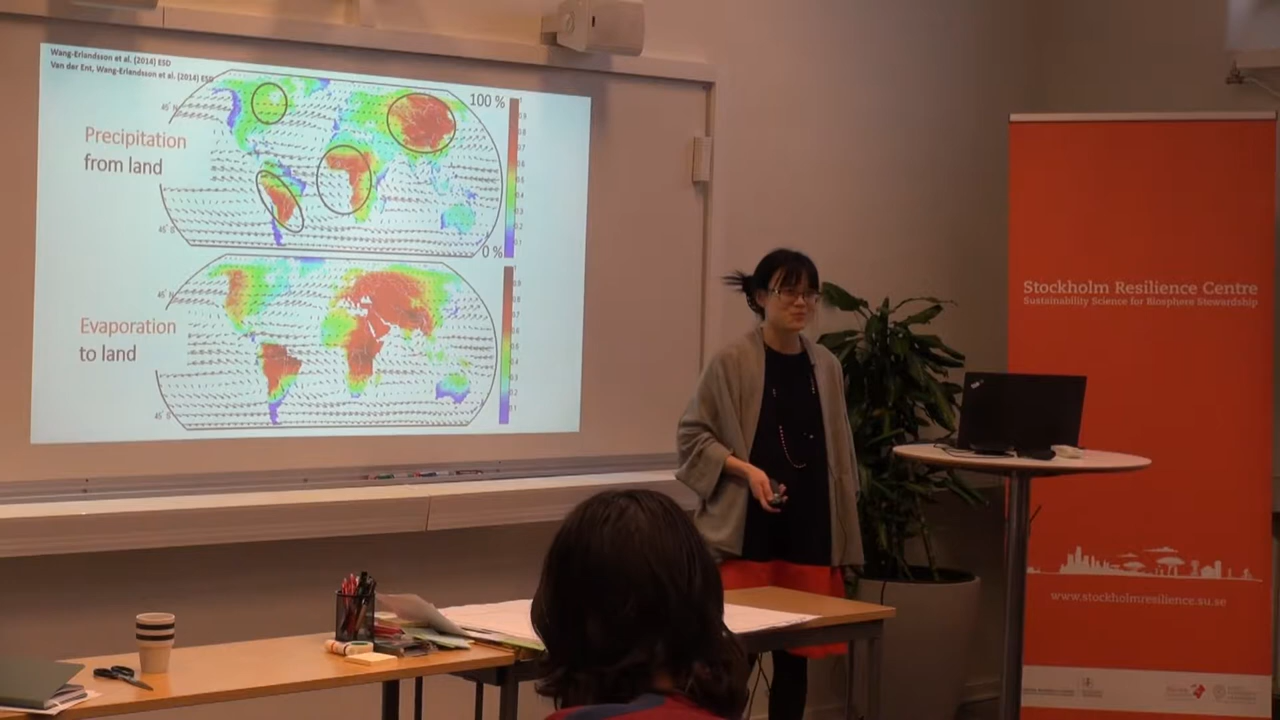 Wang-Erlandsson et al. (2014) ESD
Van der Ent, Wang-Erlandsson et al. (2014) ESD
Precipitation
from land
100 %
0 %
Evaporation
to land
Stockholm Resilience Centre
Sustainability Science for Biosphere Stewardship
www.stockholmresilience.su.se